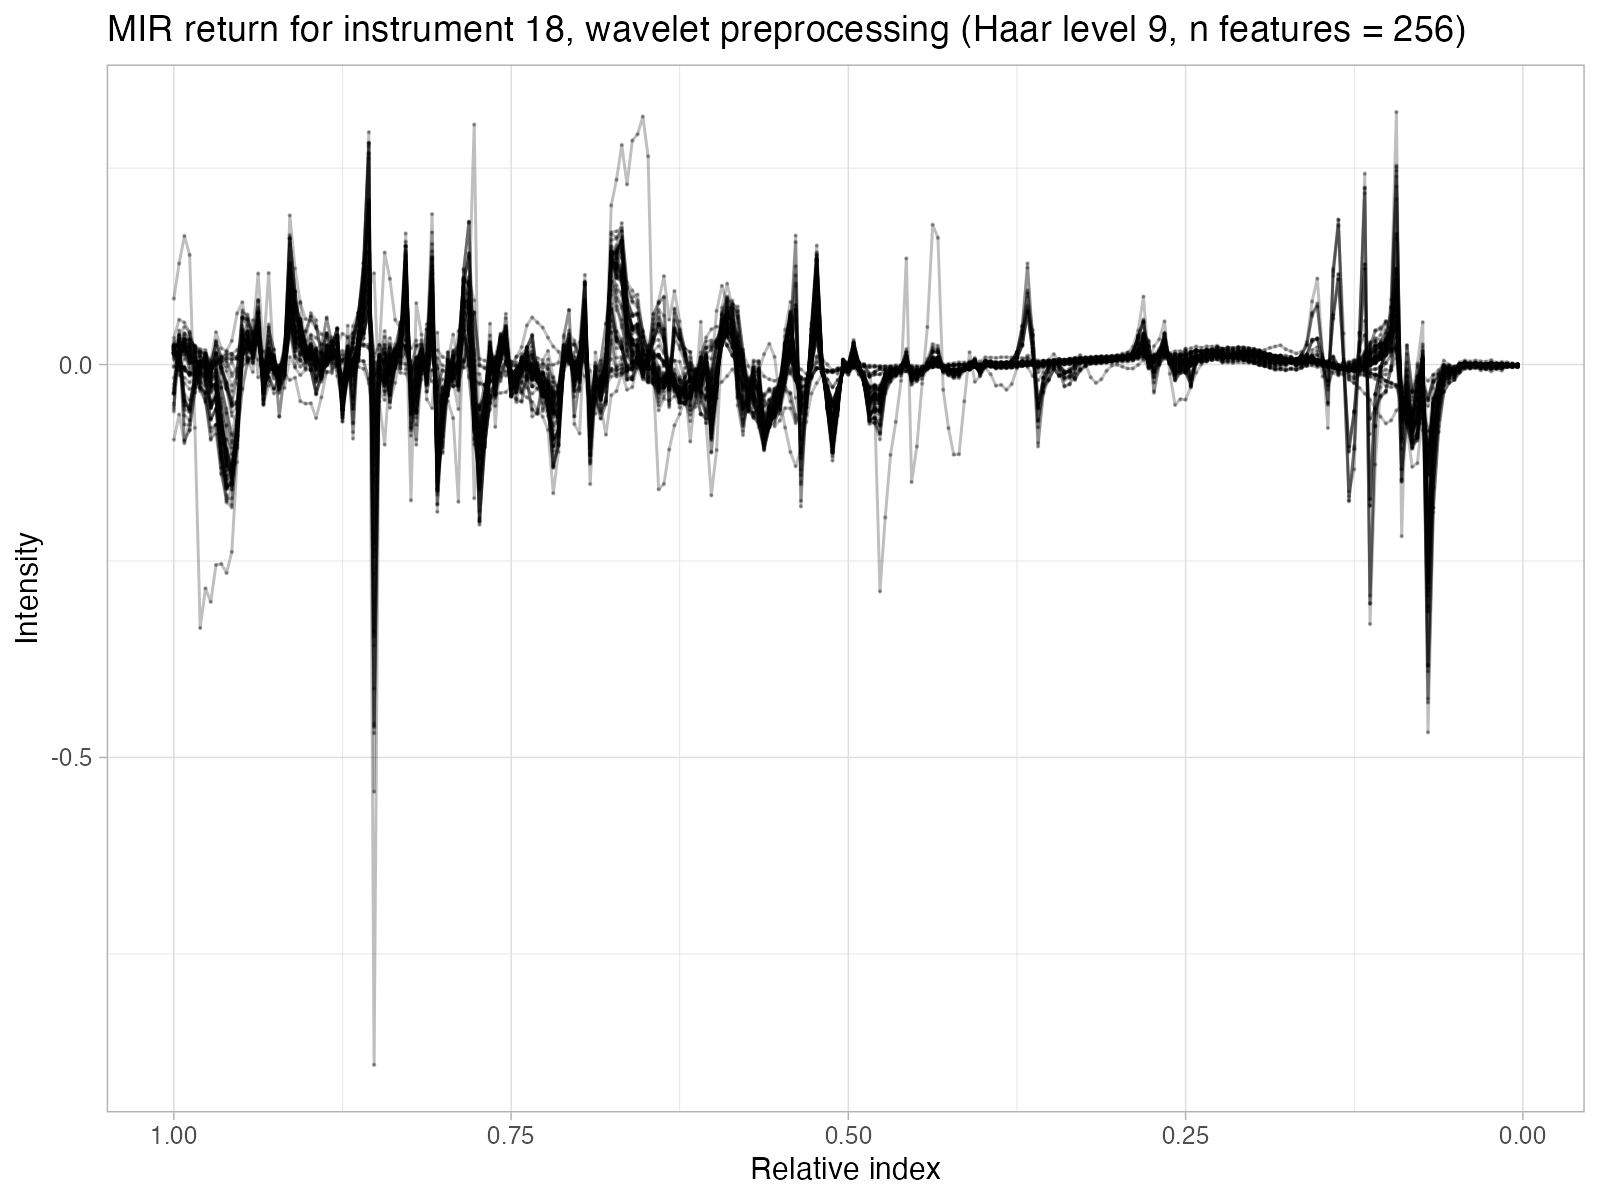 MIR return for instrument 18, wavelet preprocessing (Haar level 9, n features = 256)
0.0
-0.5
Intensity
1.00 0.75 0.50 0.25 0.00
Relative index